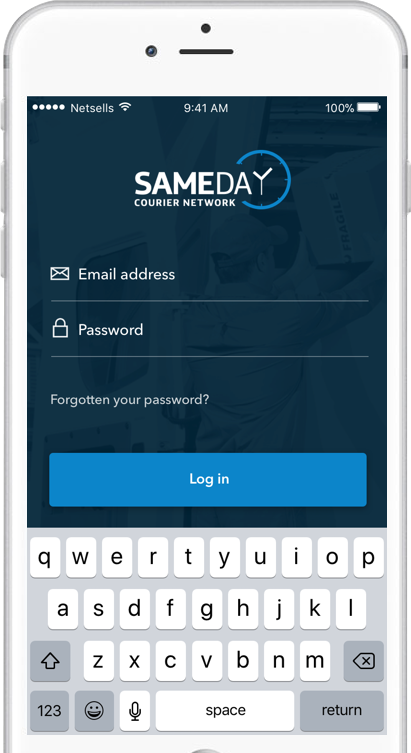 Netsells 9:41 AM 100%
SAMEDAY
COURIER NETWORK
FRAGILE
Email address
Password
Forgotten your password?
Log in
q w e r t y u i o p
a s d f g h j k l
z x c v b n m
123 space return